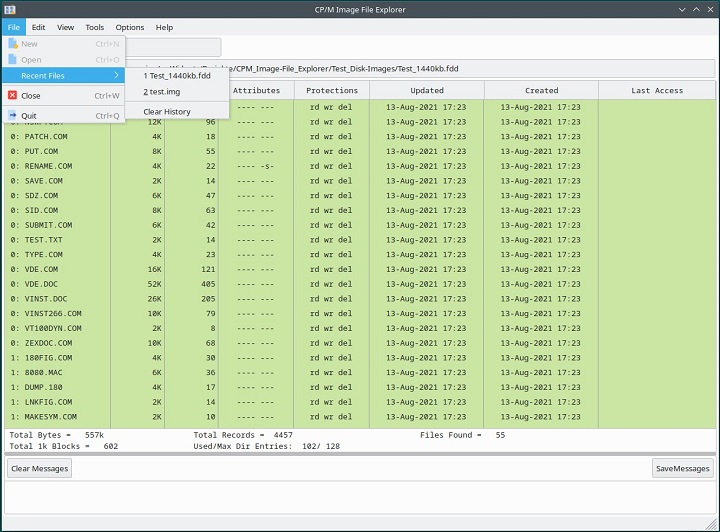 CP/M Image File Explorer
File Edit View Tools Options Help
New Ctrl+N
Open Ctrl+O
Recent Files
Close Ctrl+W
Quit Ctrl+Q
1 Test_1440kb.fdd
2 test.img
Clear History
/CPM_Image-File_Explorer/Test_Disk-Images/Test_1440kb.fdd
Attributes Protections Updated Created Last Access
---- --- rd wr del 13-Aug-2021 17:23 13-Aug-2021 17:23
12K 96 ---- --- rd wr del 13-Aug-2021 17:23 13-Aug-2021 17:23
0: PATCH.COM 4K 18 ---- --- rd wr del 13-Aug-2021 17:23 13-Aug-2021 17:23
0: PUT.COM 8K 55 ---- --- rd wr del 13-Aug-2021 17:23 13-Aug-2021 17:23
0: RENAME.COM 4K 22 ---- -s- rd wr del 13-Aug-2021 17:23 13-Aug-2021 17:23
0: SAVE.COM 2K 14 ---- --- rd wr del 13-Aug-2021 17:23 13-Aug-2021 17:23
0: SDZ.COM 6K 47 ---- --- rd wr del 13-Aug-2021 17:23 13-Aug-2021 17:23
0: SID.COM 8K 63 ---- --- rd wr del 13-Aug-2021 17:23 13-Aug-2021 17:23
0: SUBMIT.COM 6K 42 ---- --- rd wr del 13-Aug-2021 17:23 13-Aug-2021 17:23
0: TEST.TXT 2K 14 ---- --- rd wr del 13-Aug-2021 17:23 13-Aug-2021 17:23
0: TYPE.COM 4K 23 ---- --- rd wr del 13-Aug-2021 17:23 13-Aug-2021 17:23
0: VDE.COM 16K 121 ---- --- rd wr del 13-Aug-2021 17:23 13-Aug-2021 17:23
0: VDE.DOC 52K 405 ---- --- rd wr del 13-Aug-2021 17:23 13-Aug-2021 17:23
0: VINST.DOC 26K 205 ---- --- rd wr del 13-Aug-2021 17:23 13-Aug-2021 17:23
0: VINST266.COM 10K 79 ---- --- rd wr del 13-Aug-2021 17:23 13-Aug-2021 17:23
0: VT100DYN.COM 2K 8 ---- --- rd wr del 13-Aug-2021 17:23 13-Aug-2021 17:23
0: ZEXDOC.COM 10K 68 ---- --- rd wr del 13-Aug-2021 17:23 13-Aug-2021 17:23
1: 180FIG.COM 4K 30 ---- --- rd wr del 13-Aug-2021 17:23 13-Aug-2021 17:23
1: 8080.MAC 6K 36 ---- --- rd wr del 13-Aug-2021 17:23 13-Aug-2021 17:23
1: DUMP.180 4K 17 ---- --- rd wr del 13-Aug-2021 17:23 13-Aug-2021 17:23
1: LNKFIG.COM 2K 14 ---- --- rd wr del 13-Aug-2021 17:23 13-Aug-2021 17:23
1: MAKESYM.COM 2K 10 ---- --- rd wr del 13-Aug-2021 17:23 13-Aug-2021 17:23
Total Bytes = 557k Total Records = 4457 Files Found = 55
Total 1k Blocks = 602 Used/Max Dir Entries: 102/ 128
Clear Messages SaveMessages